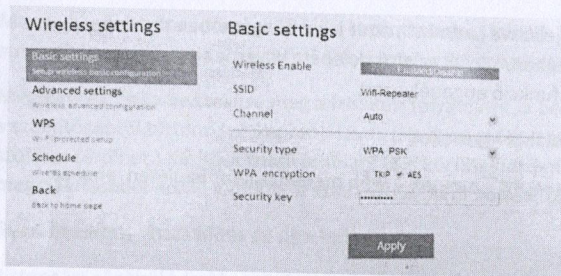 Wireless settings
Basic settings
Setup wireless basic configuration
Advanced settings
Wireless advanced configuration
WPS
Wi-Fi protected setup
Schedule
Wireless schedule
Back
Back to home page
Basic settings
Wireless Enable
SSID Wifi-Repeater
Channel Auto
Security type WPA PSK
WPA encryption TKIP AES
Security key ••••••••••
Apply